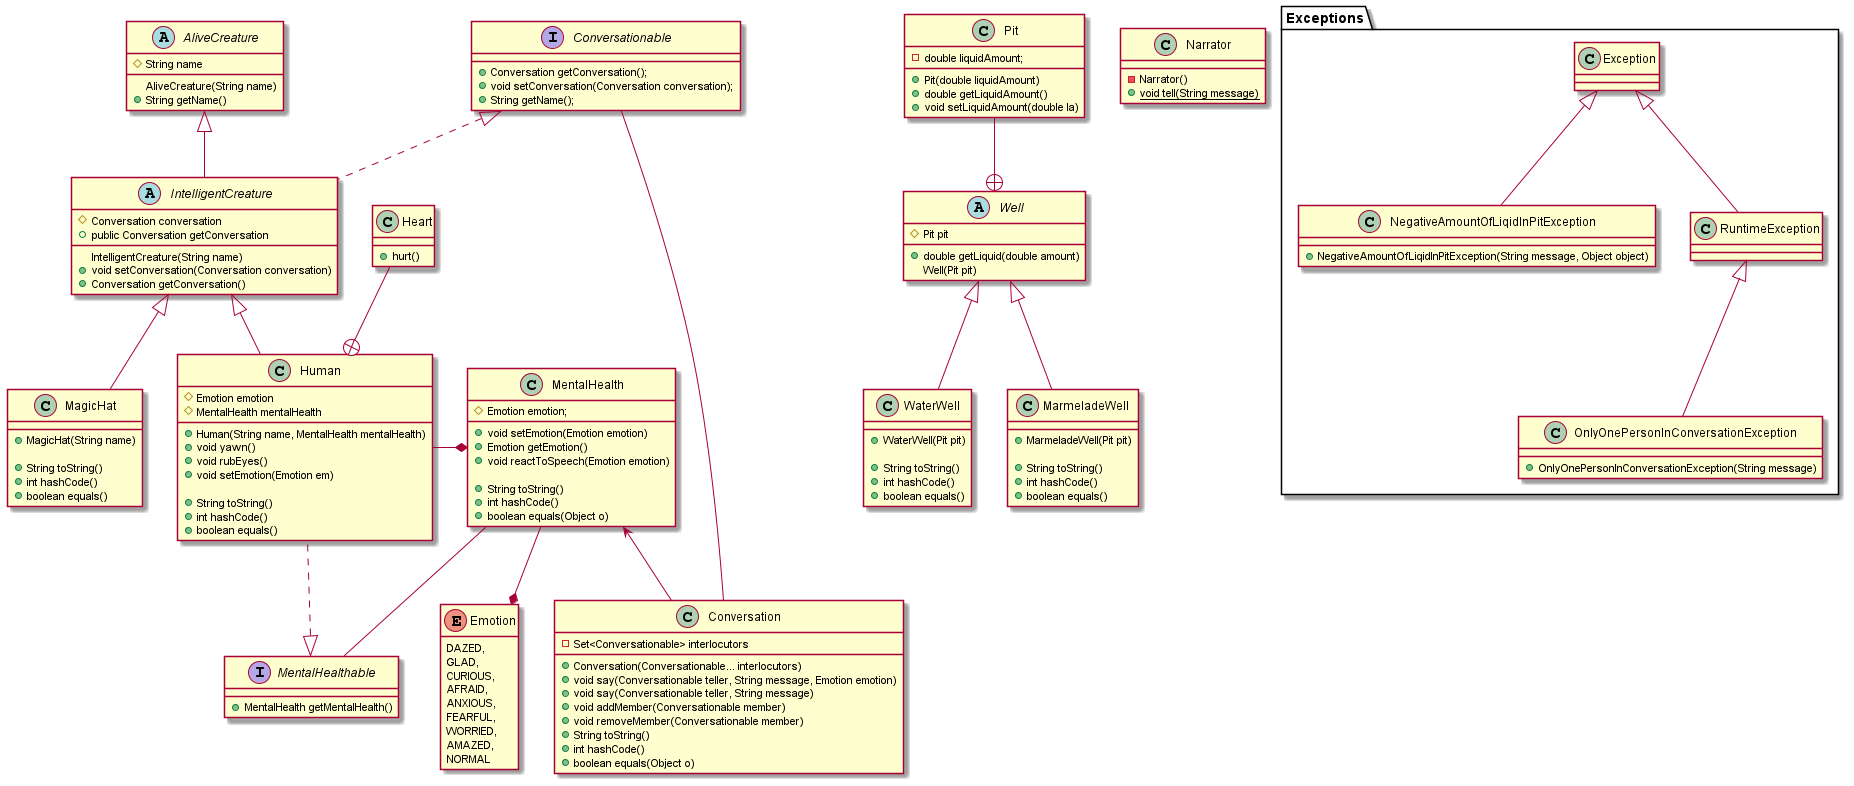 A AliveCreature
String name
AliveCreature(String name)
String getName()
I Conversationable
Conversation getConversation();
void setConversation(Conversation conversation);
String getName();
C Pit
double liquidAmount;
Pit(double liquidAmount)
double getLiquidAmount()
void setLiquidAmount(double la)
C Narrator
Narrator()
void tell(String message)
Exceptions
C Exception
A IntelligentCreature
Conversation conversation
public Conversation getConversation
IntelligentCreature(String name)
void setConversation(Conversation conversation)
Conversation getConversation()
C Heart
hurt()
A Well
Pit pit
double getLiquid(double amount)
Well(Pit pit)
C NegativeAmountOfLiqidInPitException
NegativeAmountOfLiqidInPitException(String message, Object object)
C RuntimeException
C MagicHat
MagicHat(String name)
String toString()
int hashCode()
boolean equals()
C Human
Emotion emotion
MentalHealth mentalHealth
Human(String name, MentalHealth mentalHealth)
void yawn()
void rubEyes()
void setEmotion(Emotion em)
String toString()
int hashCode()
boolean equals()
C MentalHealth
Emotion emotion;
void setEmotion(Emotion emotion)
Emotion getEmotion()
void reactToSpeech(Emotion emotion)
String toString()
int hashCode()
boolean equals(Object o)
C WaterWell
WaterWell(Pit pit)
String toString()
int hashCode()
boolean equals()
C MarmeladeWell
MarmeladeWell(Pit pit)
String toString()
int hashCode()
boolean equals()
C OnlyOnePersonInConversationException
OnlyOnePersonInConversationException(String message)
I MentalHealthable
MentalHealth getMentalHealth()
E Emotion
DAZED,
GLAD,
CURIOUS,
AFRAID,
ANXIOUS,
FEARFUL,
WORRIED,
AMAZED,
NORMAL
C Conversation
Set<Conversationable> interlocutors
Conversation(Conversationable... interlocutors)
void say(Conversationable teller, String message, Emotion emotion)
void say(Conversationable teller, String message)
void addMember(Conversationable member)
void removeMember(Conversationable member)
String toString()
int hashCode()
boolean equals(Object o)